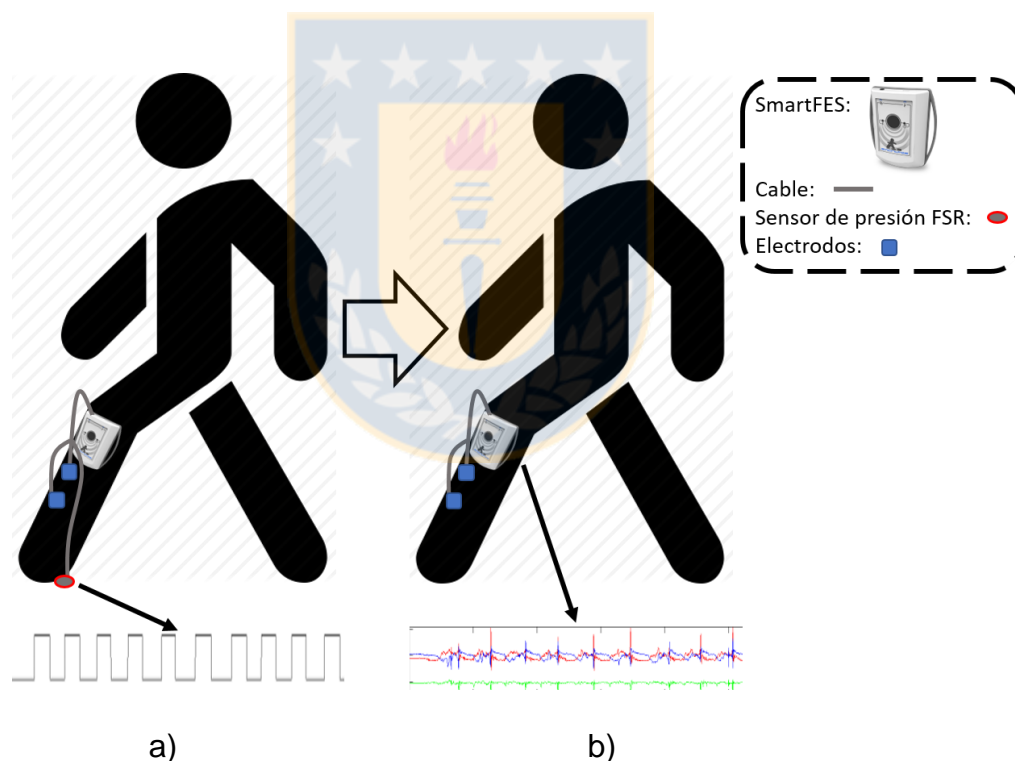 SmartFES:
Cable:
Sensor de presión FSR:
Electrodos:
a)
b)